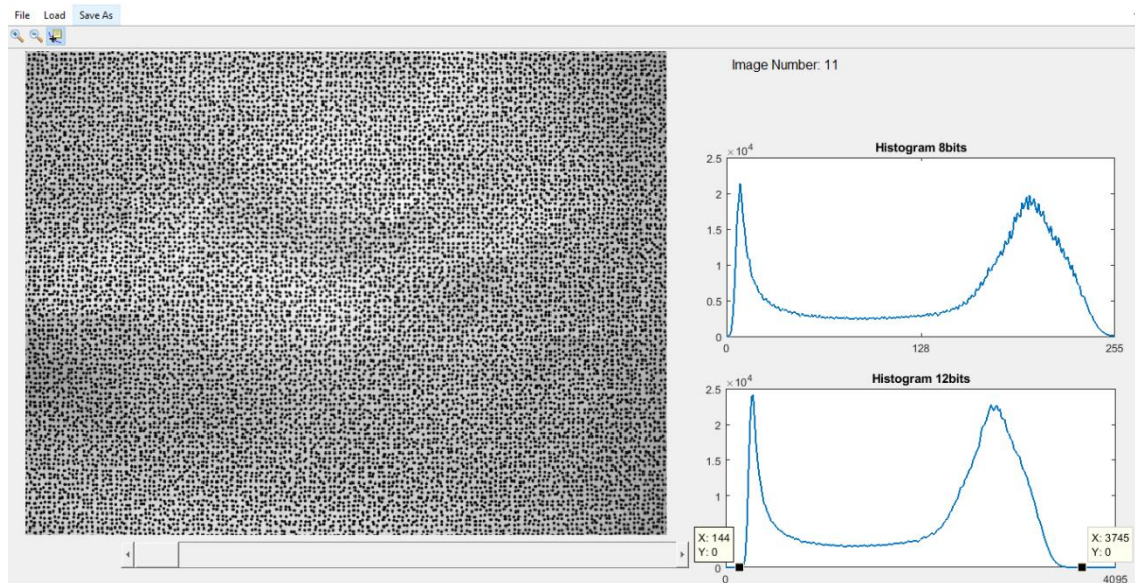 File Load Save As
Image Number: 11
Histogram 8bits
×10⁴
2.5
2
1.5
1
0.5
0
0 128 255
Histogram 12bits
×10⁴
2.5
2
1.5
1
0.5
0
X: 144
Y: 0
X: 3745
Y: 0
0 4095